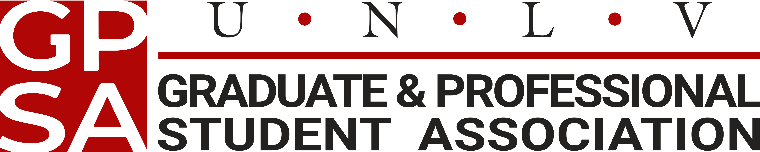 GP
SA
U • N • L • V
GRADUATE & PROFESSIONAL
STUDENT ASSOCIATION